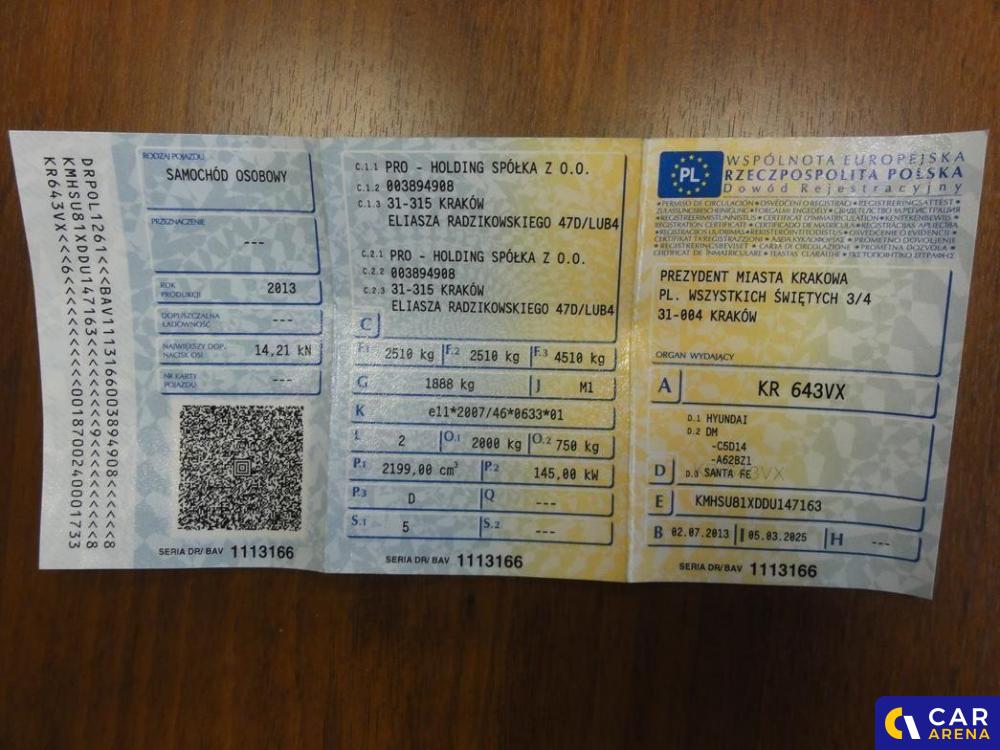 DRPOL1261<<BAV1113166003894908<<<<<<8
KMHSU81XDDU147163<<<<<<<<9<<<<<<<<<<8
KR643VX<<<6<<<<<<<<<<<<0018700240001733
RODZAJ POJAZDU
SAMOCHÓD OSOBOWY
PRZEZNACZENIE
---
ROK PRODUKCJI
2013
DOPUSZCZALNA ŁADOWNOŚĆ
---
NAJWIĘKSZY DOP. NACISK OSI
14,21 kN
NR KARTY POJAZDU
---
SERIA DR/ BAV 1113166
C.1.1 PRO - HOLDING SPÓŁKA Z O.O.
C.1.2 003894908
C.1.3 31-315 KRAKÓW
ELIASZA RADZIKOWSKIEGO 47D/LUB4
C.2.1 PRO - HOLDING SPÓŁKA Z O.O.
C.2.2 003894908
C.2.3 31-315 KRAKÓW
ELIASZA RADZIKOWSKIEGO 47D/LUB4
C
F.1 2510 kg F.2 2510 kg F.3 4510 kg
G 1888 kg J M1
K e11*2007/46*0633*01
L 2 O.1 2000 kg O.2 750 kg
P.1 2199,00 cm³ P.2 145,00 kW
P.3 D Q ---
S.1 5 S.2 ---
SERIA DR/ BAV 1113166
PL
WSPÓLNOTA EUROPEJSKA
RZECZPOSPOLITA POLSKA
Dowód Rejestracyjny
PREZYDENT MIASTA KRAKOWA
PL. WSZYSTKICH ŚWIĘTYCH 3/4
31-004 KRAKÓW
ORGAN WYDAJĄCY
A KR 643VX
D.1 HYUNDAI
D.2 DM
-C5D14
-A62BZ1
D D.3 SANTA FE
E KMHSU81XDDU147163
B 02.07.2013 I 05.03.2025 H ---
SERIA DR/ BAV 1113166
CAR
ARENA